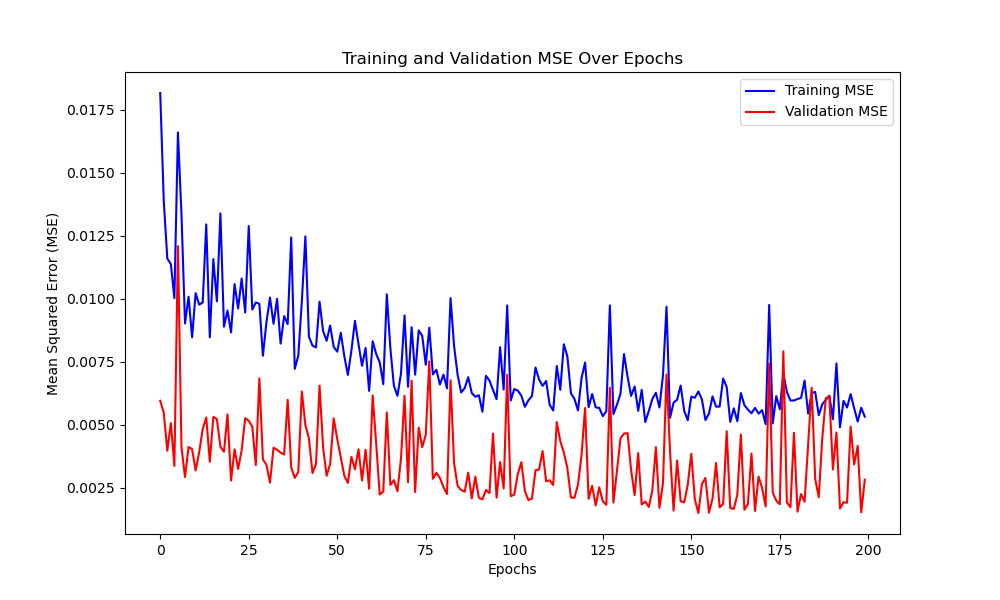 Training and Validation MSE Over Epochs
Training MSE
Validation MSE
Mean Squared Error (MSE)
0.0175
0.0150
0.0125
0.0100
0.0075
0.0050
0.0025
0 25 50 75 100 125 150 175 200
Epochs